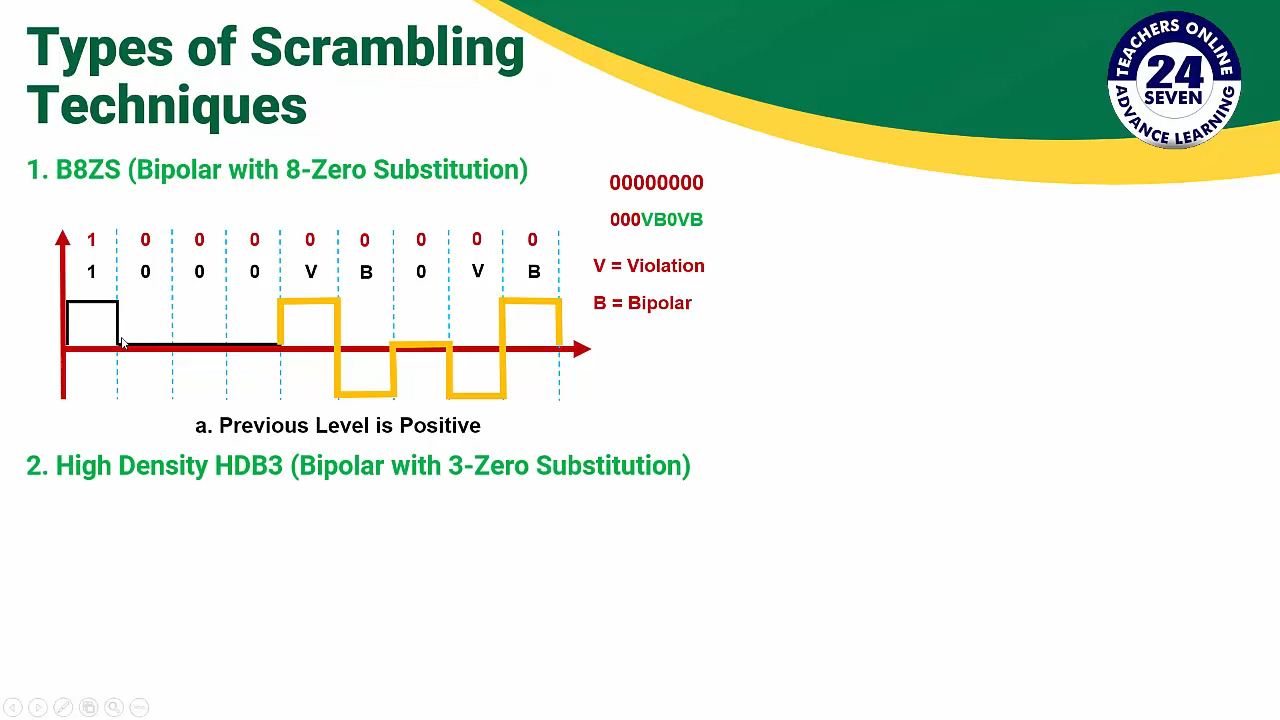 Types of Scrambling
Techniques
TEACHERS ONLINE
24
SEVEN
ADVANCE LEARNING
1. B8ZS (Bipolar with 8-Zero Substitution)
00000000
000VB0VB
V = Violation
B = Bipolar
1 0 0 0 0 0 0 0 0
1 0 0 0 V B 0 V B
a. Previous Level is Positive
2. High Density HDB3 (Bipolar with 3-Zero Substitution)